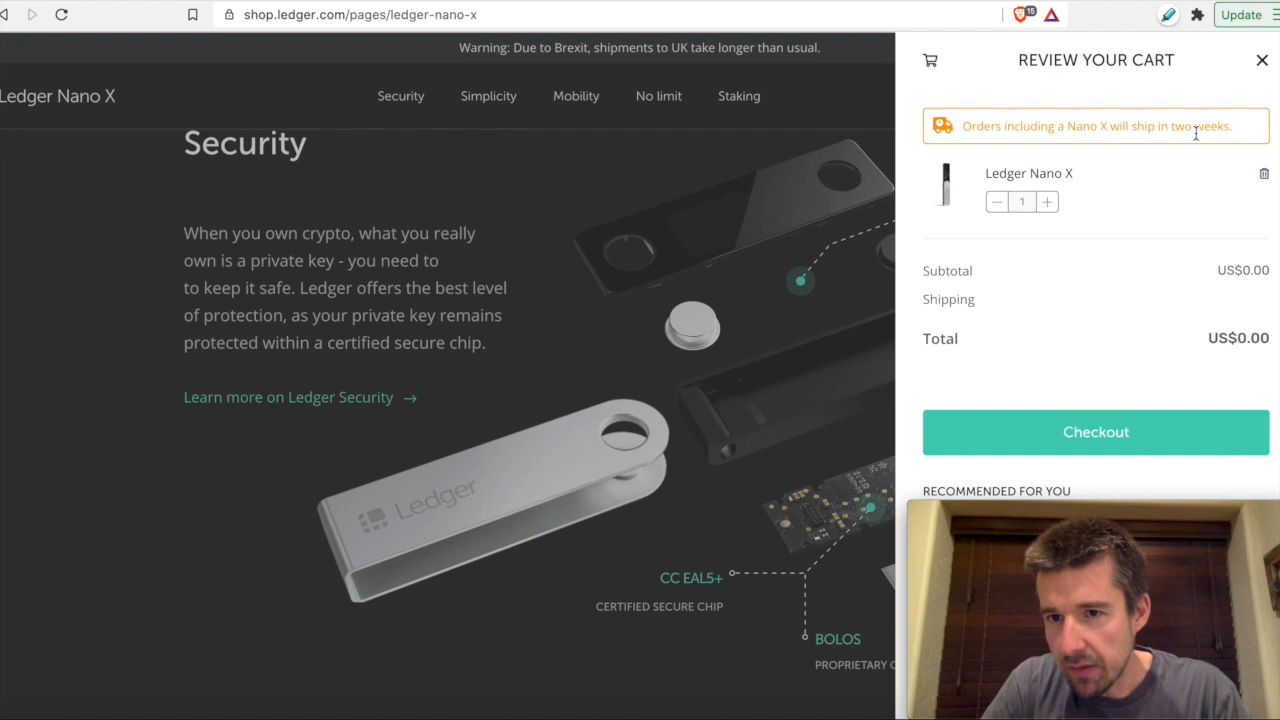 shop.ledger.com/pages/ledger-nano-x
15
Update
Warning: Due to Brexit, shipments to UK take longer than usual.
Ledger Nano X
Security
Simplicity
Mobility
No limit
Staking
Security
When you own crypto, what you really
own is a private key - you need to
to keep it safe. Ledger offers the best level
of protection, as your private key remains
protected within a certified secure chip.
Learn more on Ledger Security →
Ledger
CC EAL5+
CERTIFIED SECURE CHIP
BOLOS
PROPRIETARY
REVIEW YOUR CART
Orders including a Nano X will ship in two weeks.
Ledger Nano X
1
Subtotal US$0.00
Shipping
Total US$0.00
Checkout
RECOMMENDED FOR YOU